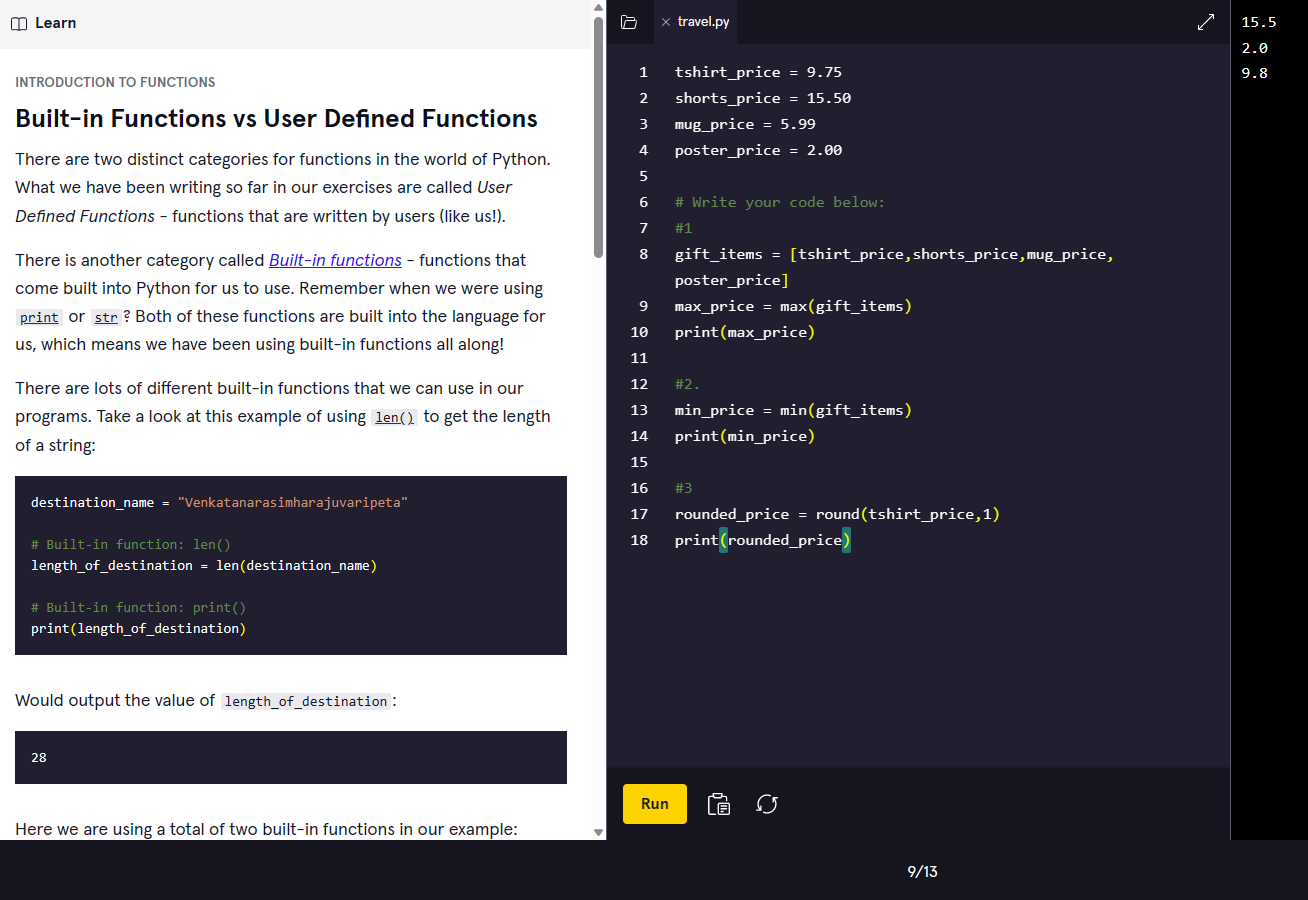 Learn
INTRODUCTION TO FUNCTIONS
Built-in Functions vs User Defined Functions
There are two distinct categories for functions in the world of Python.
What we have been writing so far in our exercises are called User
Defined Functions - functions that are written by users (like us!).
There is another category called Built-in functions - functions that
come built into Python for us to use. Remember when we were using
print or str? Both of these functions are built into the language for
us, which means we have been using built-in functions all along!
There are lots of different built-in functions that we can use in our
programs. Take a look at this example of using len() to get the length
of a string:
destination_name = "Venkatanarasimharajuvaripeta"
# Built-in function: len()
length_of_destination = len(destination_name)
# Built-in function: print()
print(length_of_destination)
Would output the value of length_of_destination:
28
Here we are using a total of two built-in functions in our example:
travel.py
1 tshirt_price = 9.75
2 shorts_price = 15.50
3 mug_price = 5.99
4 poster_price = 2.00
5
6 # Write your code below:
7 #1
8 gift_items = [tshirt_price,shorts_price,mug_price,
poster_price]
9 max_price = max(gift_items)
10 print(max_price)
11
12 #2.
13 min_price = min(gift_items)
14 print(min_price)
15
16 #3
17 rounded_price = round(tshirt_price,1)
18 print(rounded_price)
Run
15.5
2.0
9.8
9/13